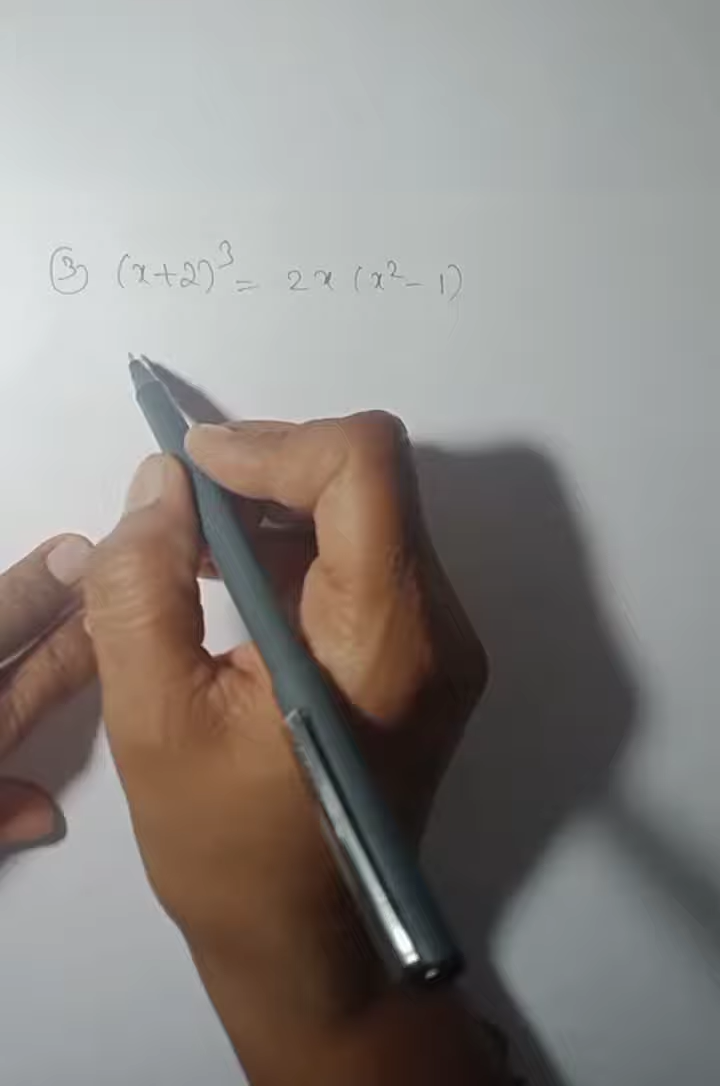 ③ (x+2)³ = 2x (x² - 1)